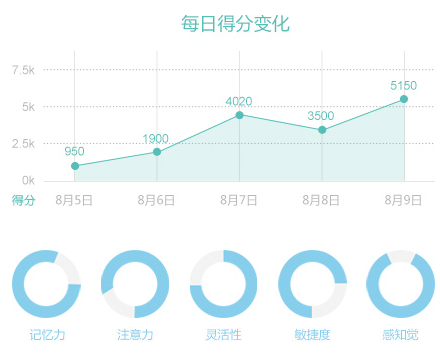 每日得分变化
7.5k
5k
2.5k
0k
950
1900
4020
3500
5150
得分 8月5日 8月6日 8月7日 8月8日 8月9日
记忆力 注意力 灵活性 敏捷度 感知觉